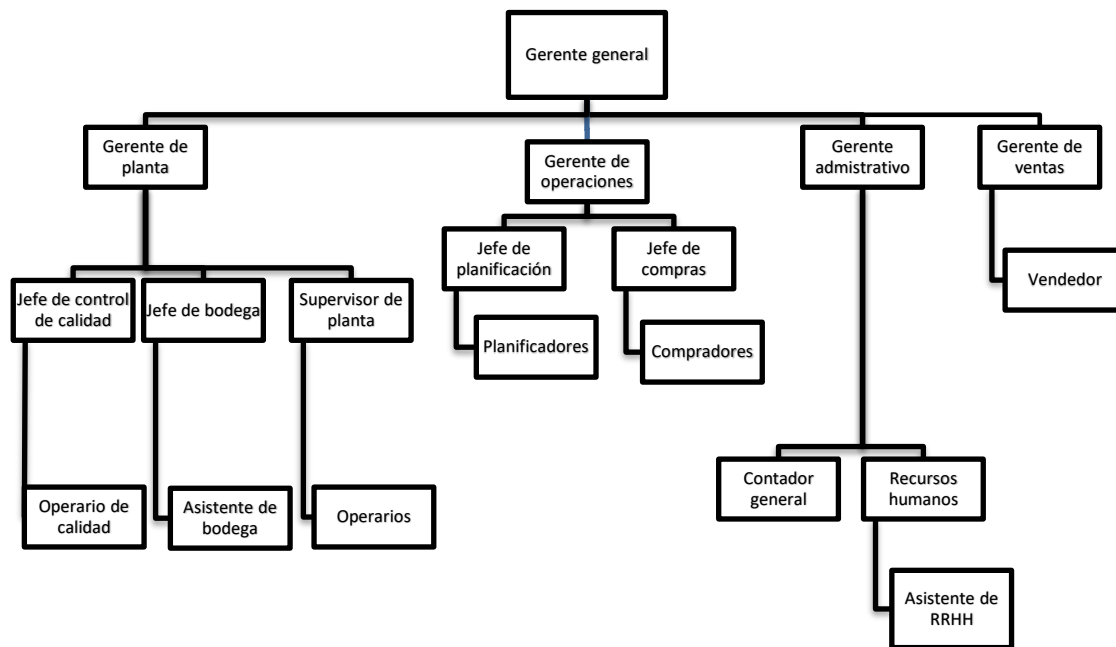 Gerente general
Gerente de
planta
Gerente de
operaciones
Gerente
admistrativo
Gerente de
ventas
Jefe de
planificación
Jefe de
compras
Vendedor
Jefe de control
de calidad
Jefe de bodega
Supervisor de
planta
Planificadores
Compradores
Contador
general
Recursos
humanos
Operario de
calidad
Asistente de
bodega
Operarios
Asistente de
RRHH